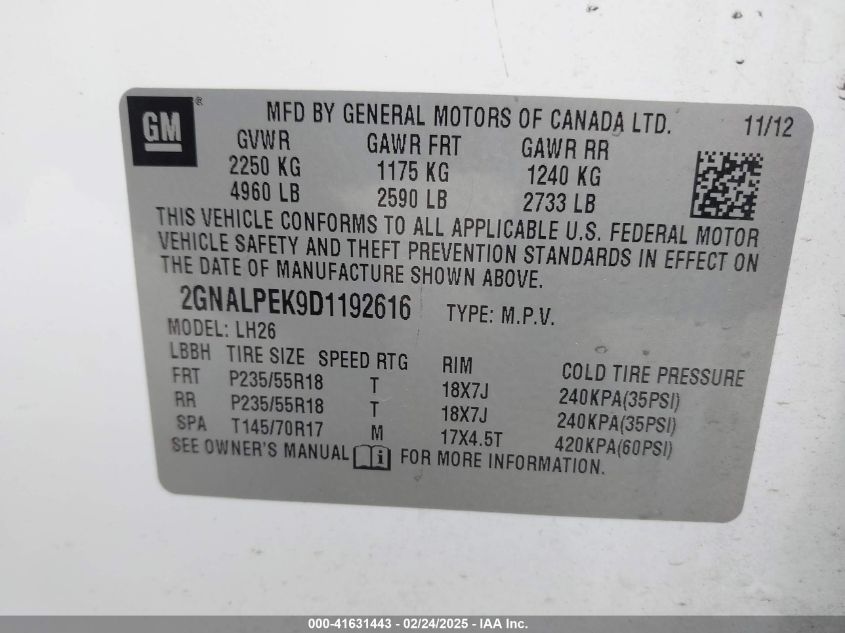 GM ®
MFD BY GENERAL MOTORS OF CANADA LTD. 11/12
GVWR GAWR FRT GAWR RR
2250 KG 1175 KG 1240 KG
4960 LB 2590 LB 2733 LB
THIS VEHICLE CONFORMS TO ALL APPLICABLE U.S. FEDERAL MOTOR
VEHICLE SAFETY AND THEFT PREVENTION STANDARDS IN EFFECT ON
THE DATE OF MANUFACTURE SHOWN ABOVE.
2GNALPEK9D1192616 TYPE: M.P.V.
MODEL: LH26
LBBH TIRE SIZE SPEED RTG RIM COLD TIRE PRESSURE
FRT P235/55R18 T 18X7J 240KPA(35PSI)
RR P235/55R18 T 18X7J 240KPA(35PSI)
SPA T145/70R17 M 17X4.5T 420KPA(60PSI)
SEE OWNER'S MANUAL i FOR MORE INFORMATION.
000-41631443 - 02/24/2025 - IAA Inc.